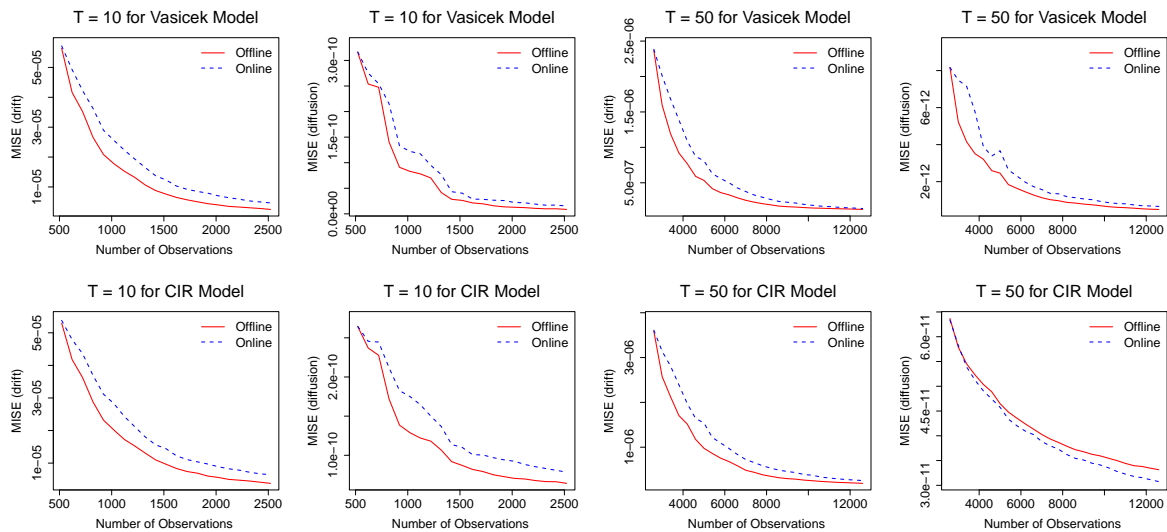 T = 10 for Vasicek Model
MISE (drift)
5e−05
3e−05
1e−05
Offline
Online
500 1000 1500 2000 2500
Number of Observations
T = 10 for Vasicek Model
MISE (diffusion)
3.0e−10
1.5e−10
0.0e+00
Offline
Online
500 1000 1500 2000 2500
Number of Observations
T = 50 for Vasicek Model
MISE (drift)
2.5e−06
1.5e−06
5.0e−07
Offline
Online
4000 6000 8000 12000
Number of Observations
T = 50 for Vasicek Model
MISE (diffusion)
6e−12
2e−12
Offline
Online
4000 6000 8000 12000
Number of Observations
T = 10 for CIR Model
MISE (drift)
5e−05
3e−05
1e−05
Offline
Online
500 1000 1500 2000 2500
Number of Observations
T = 10 for CIR Model
MISE (diffusion)
2.0e−10
1.0e−10
Offline
Online
500 1000 1500 2000 2500
Number of Observations
T = 50 for CIR Model
MISE (drift)
3e−06
1e−06
Offline
Online
4000 6000 8000 12000
Number of Observations
T = 50 for CIR Model
MISE (diffusion)
6.0e−11
4.5e−11
3.0e−11
Offline
Online
4000 6000 8000 12000
Number of Observations